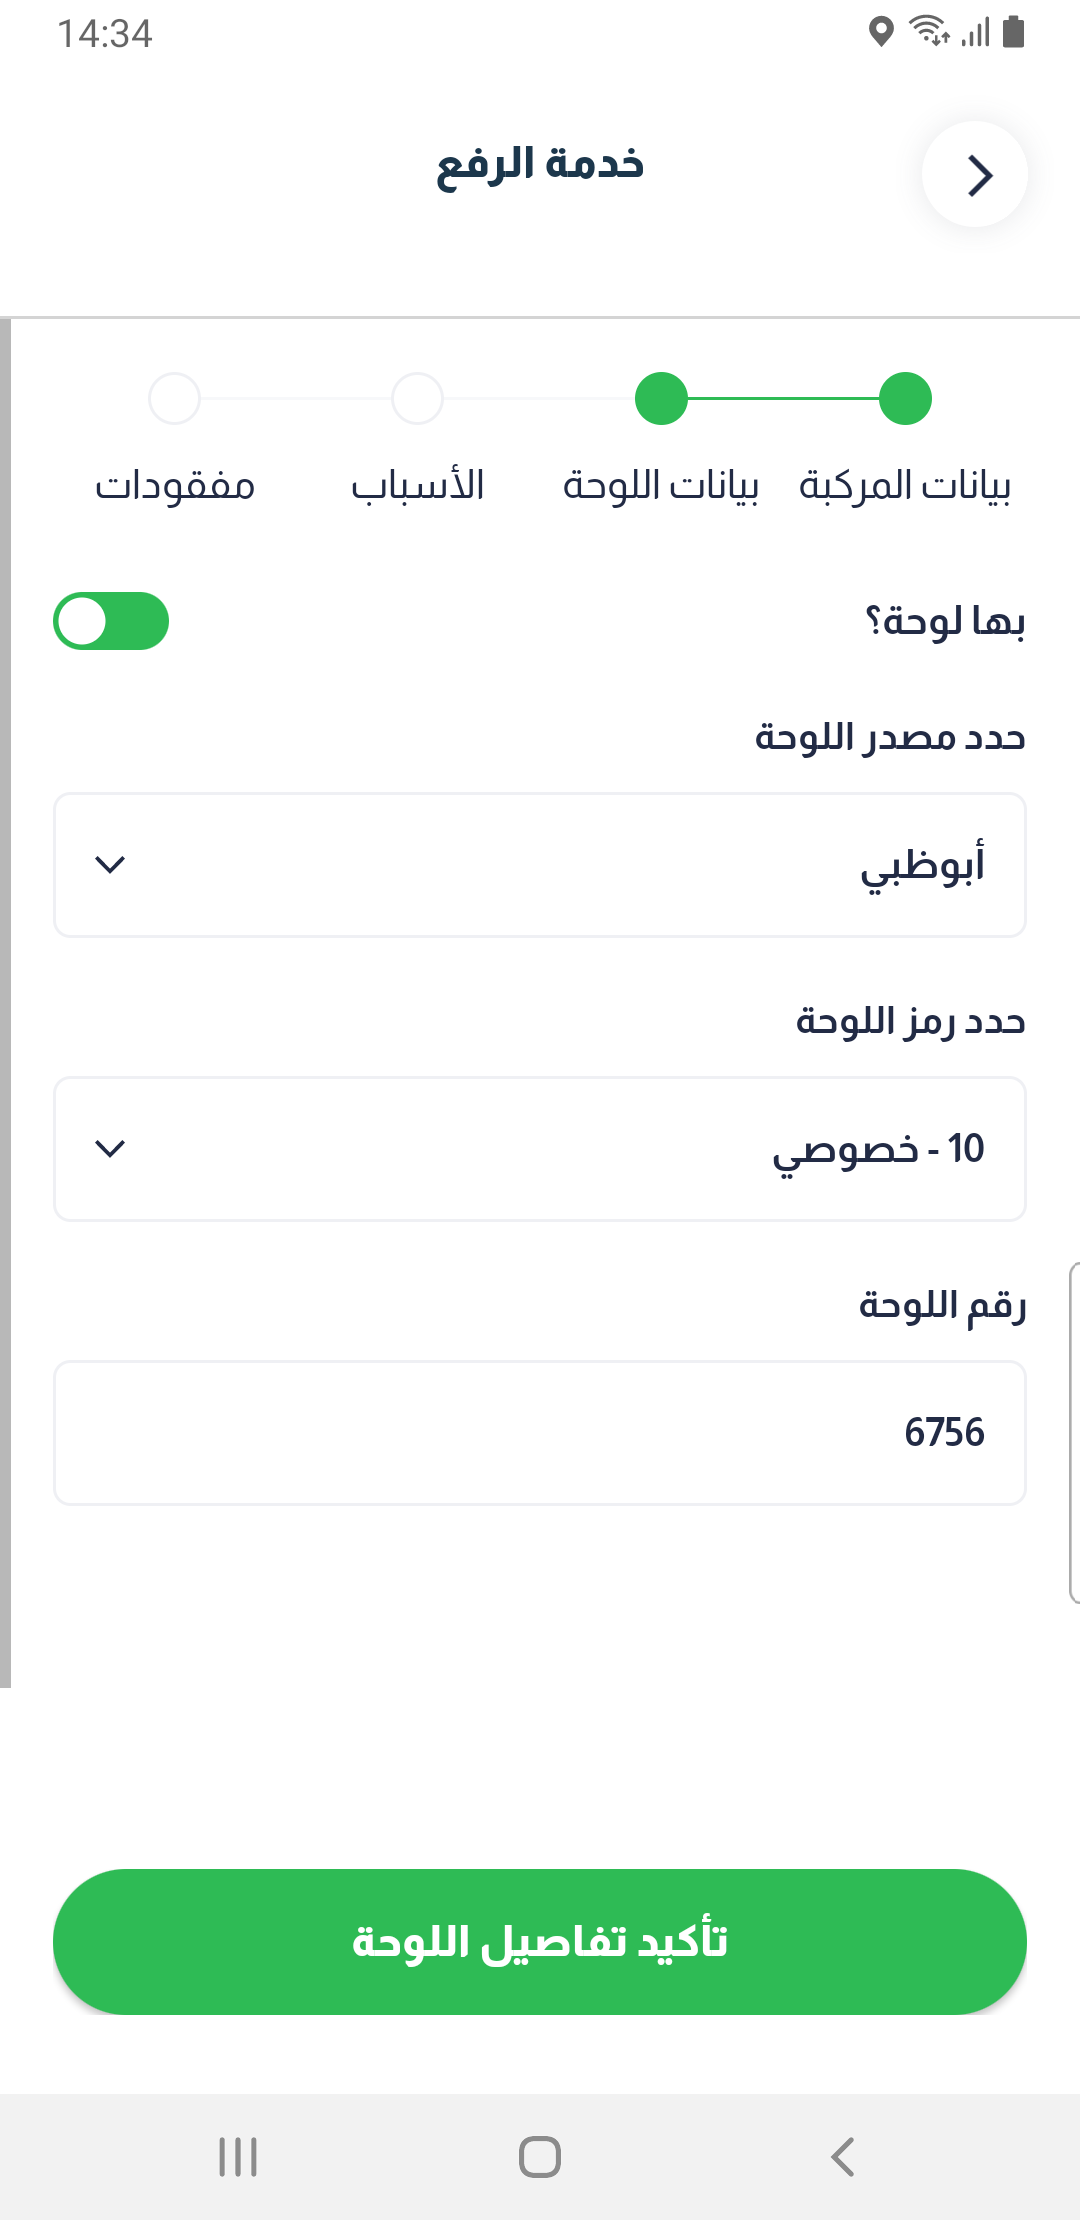 14:34
خدمة الرفع
بيانات المركبة بيانات اللوحة الأسباب مفقودات
بها لوحة؟
حدد مصدر اللوحة
أبوظبي
حدد رمز اللوحة
10 - خصوصي
رقم اللوحة
6756
تأكيد تفاصيل اللوحة